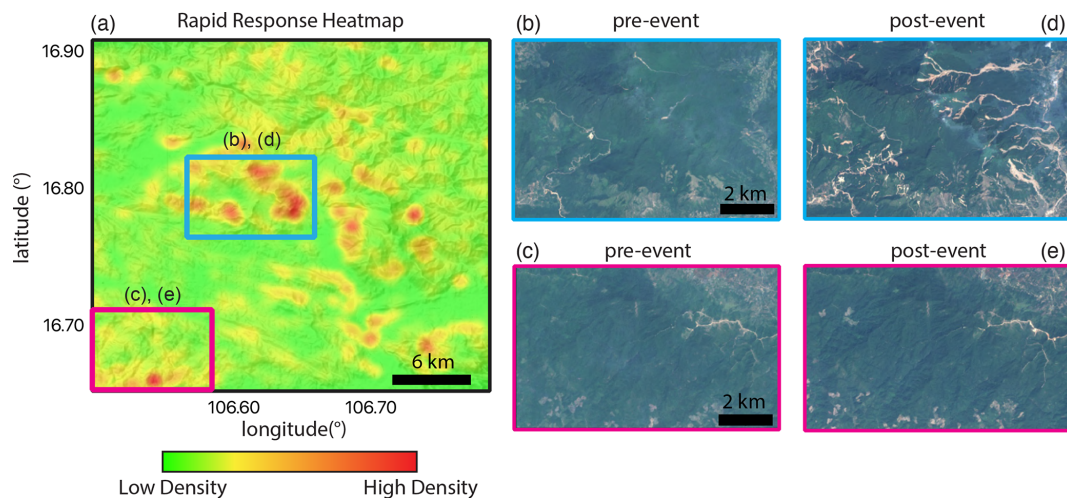 (a)
Rapid Response Heatmap
(b)
pre-event
post-event
(d)
16.90
16.80
16.70
latitude (°)
(b), (d)
(c), (e)
6 km
106.60
106.70
longitude(°)
Low Density
High Density
2 km
(c)
pre-event
post-event
(e)
2 km